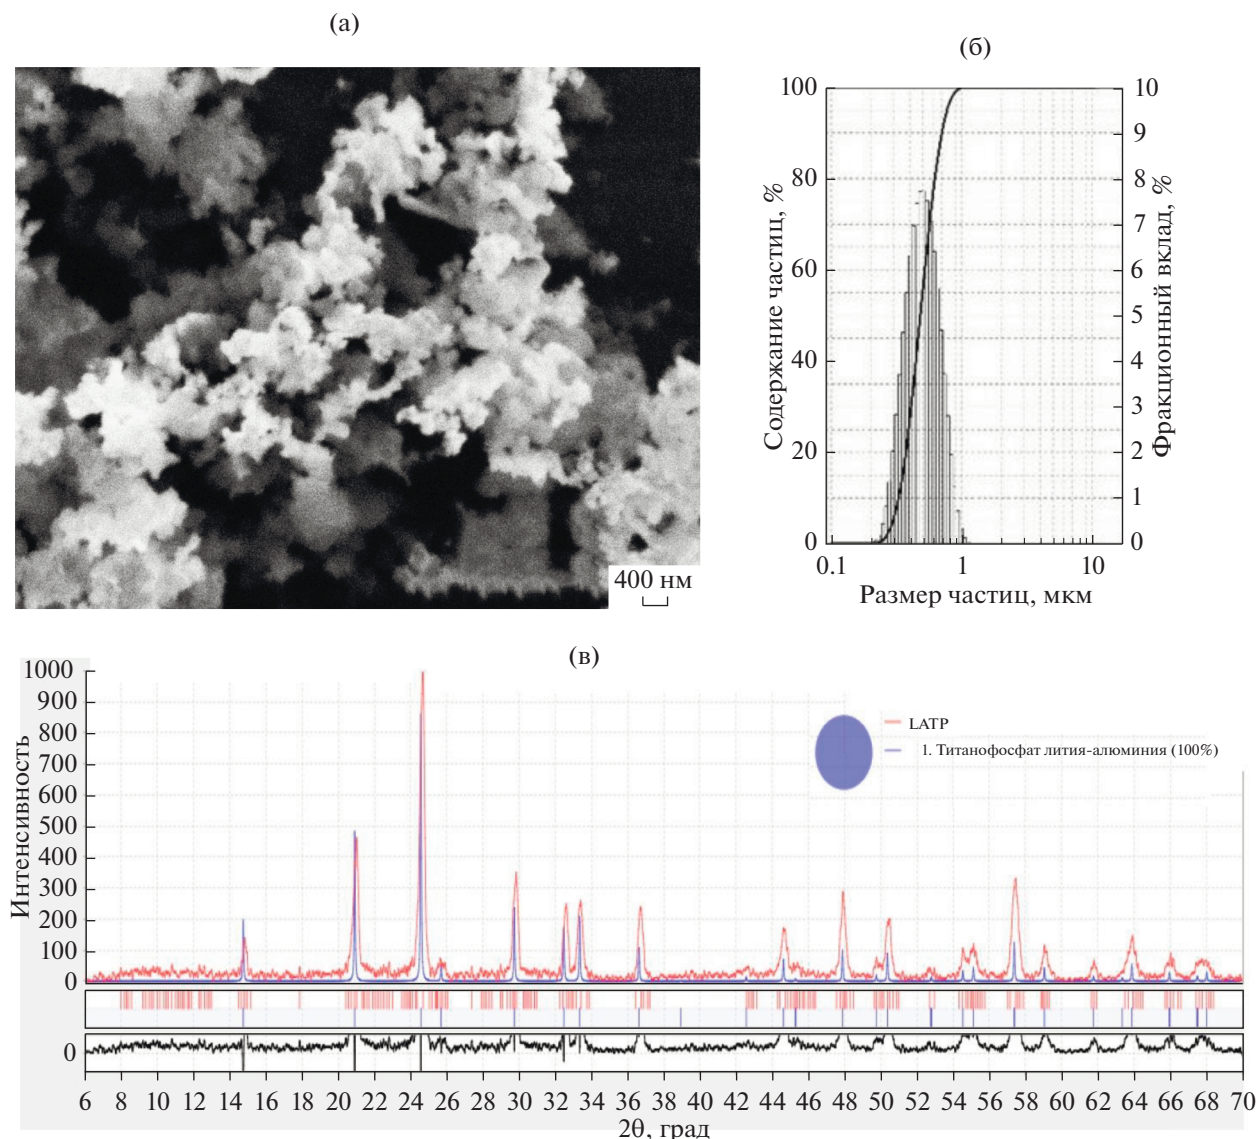 (а)
400 нм
(б)
Содержание частиц, %
100
80
60
40
20
0
10
9
8
7
6
5
4
3
2
1
0
Фракционный вклад, %
0.1 1 10
Размер частиц, мкм
(в)
Интенсивность
1000
900
800
700
600
500
400
300
200
100
0
LATP
1. Титанофосфат лития-алюминия (100%)
0
6 8 10 12 14 16 18 20 22 24 26 28 30 32 34 36 38 40 42 44 46 48 50 52 54 56 58 60 62 64 66 68 70
2θ, град